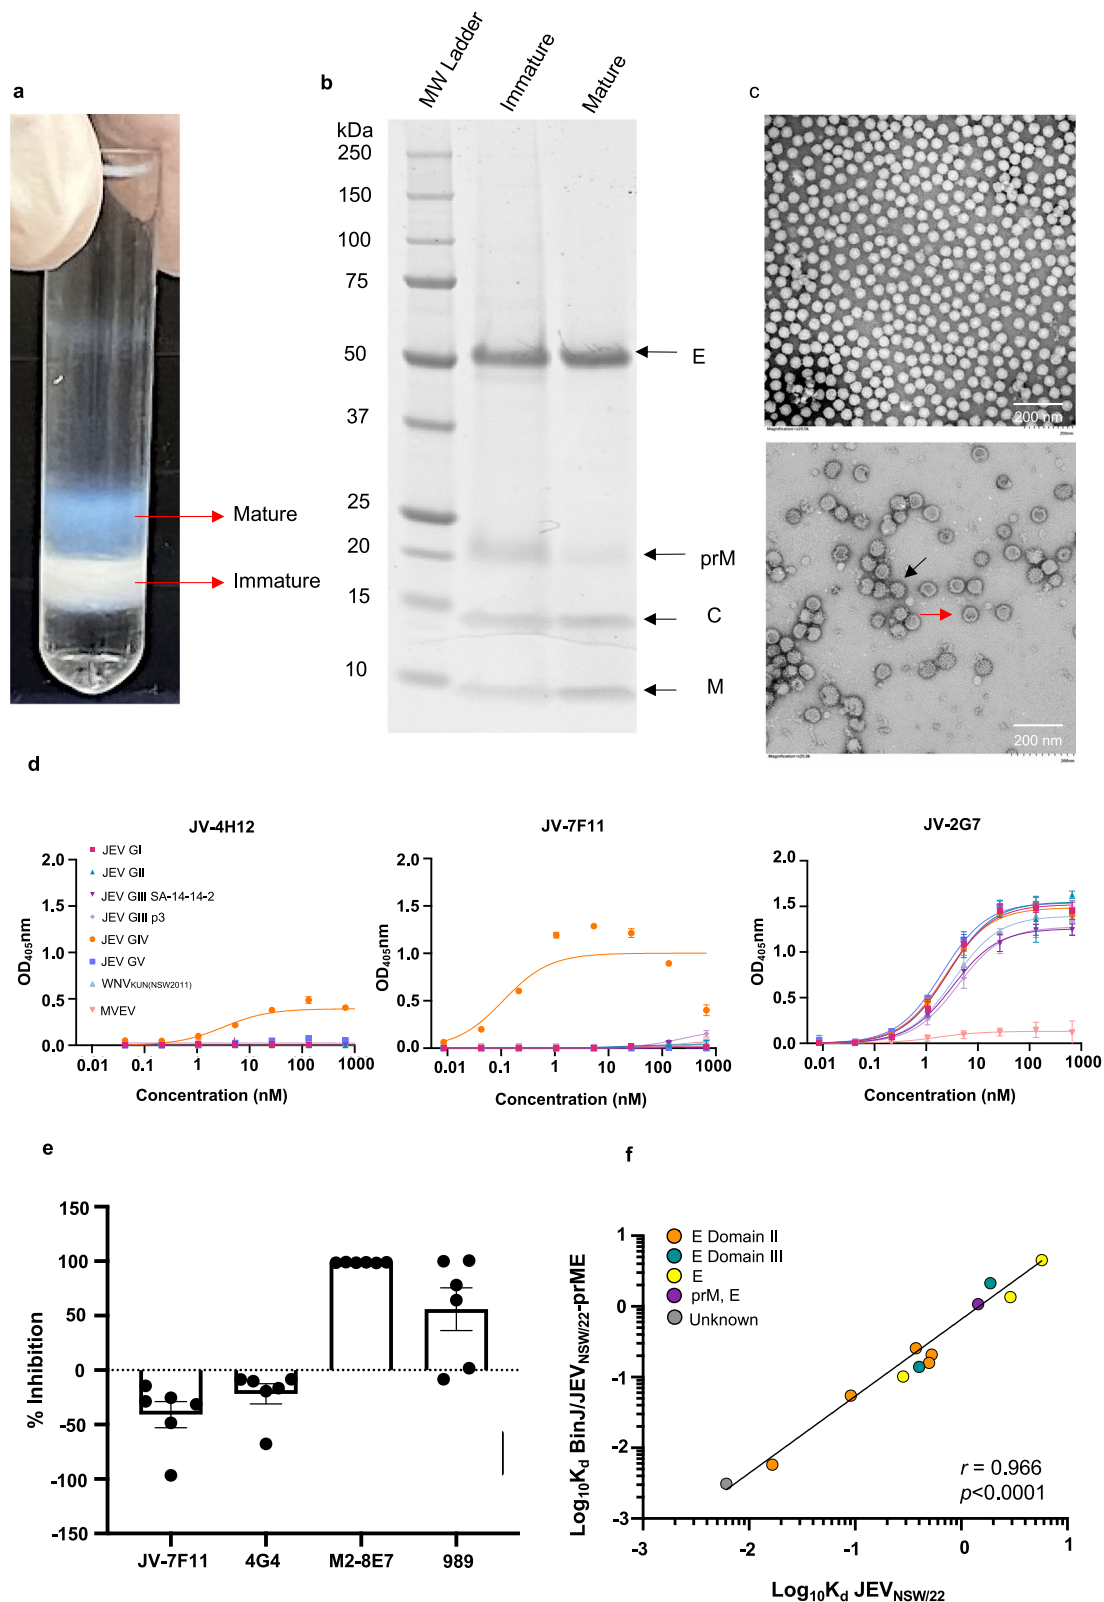 a
Mature
Immature
b
MW Ladder
Immature
Mature
kDa
250
150
100
75
50
37
25
20
15
10
E
prM
C
M
c
200 nm
Magnification=x20.0k
200nm
200 nm
Magnification=x25.0k
200nm
d
JV-4H12
JEV GI
JEV GII
JEV GIII SA-14-14-2
JEV GIII p3
JEV GIV
JEV GV
WNVKUN(NSW2011)
MVEV
OD405nm
2.0
1.5
1.0
0.5
0.0
0.01 0.1 1 10 100 1000
Concentration (nM)
JV-7F11
OD405nm
2.0
1.5
1.0
0.5
0.0
0.01 0.1 1 10 100 1000
Concentration (nM)
JV-2G7
OD405nm
2.0
1.5
1.0
0.5
0.0
0.01 0.1 1 10 100 1000
Concentration (nM)
e
% Inhibition
150
100
50
0
-50
-100
-150
JV-7F11 4G4 M2-8E7 989
f
E Domain II
E Domain III
E
prM, E
Unknown
Log10Kd BinJ/JEVNSW/22-prME
1
0
-1
-2
-3
r = 0.966
p<0.0001
-3 -2 -1 0 1
Log10Kd JEVNSW/22